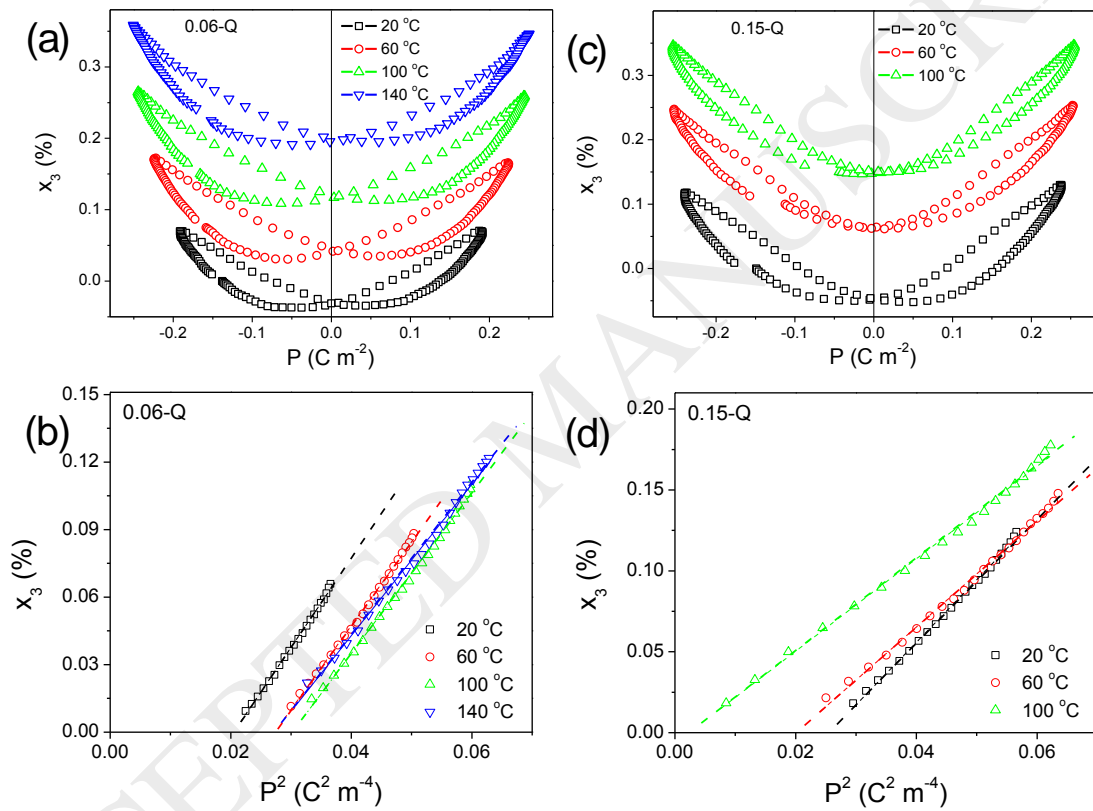 (a)
0.06-Q
20 °C
60 °C
100 °C
140 °C
x₃ (%)
0.3
0.2
0.1
0.0
-0.2
-0.1
0.0
0.1
0.2
P (C m⁻²)
(c)
0.15-Q
20 °C
60 °C
100 °C
x₃ (%)
0.3
0.2
0.1
0.0
-0.2
-0.1
0.0
0.1
0.2
P (C m⁻²)
(b)
0.06-Q
x₃ (%)
0.15
0.12
0.09
0.06
0.03
0.00
20 °C
60 °C
100 °C
140 °C
0.00
0.02
0.04
0.06
P² (C² m⁻⁴)
(d)
0.15-Q
x₃ (%)
0.20
0.15
0.10
0.05
0.00
20 °C
60 °C
100 °C
0.00
0.02
0.04
0.06
P² (C² m⁻⁴)